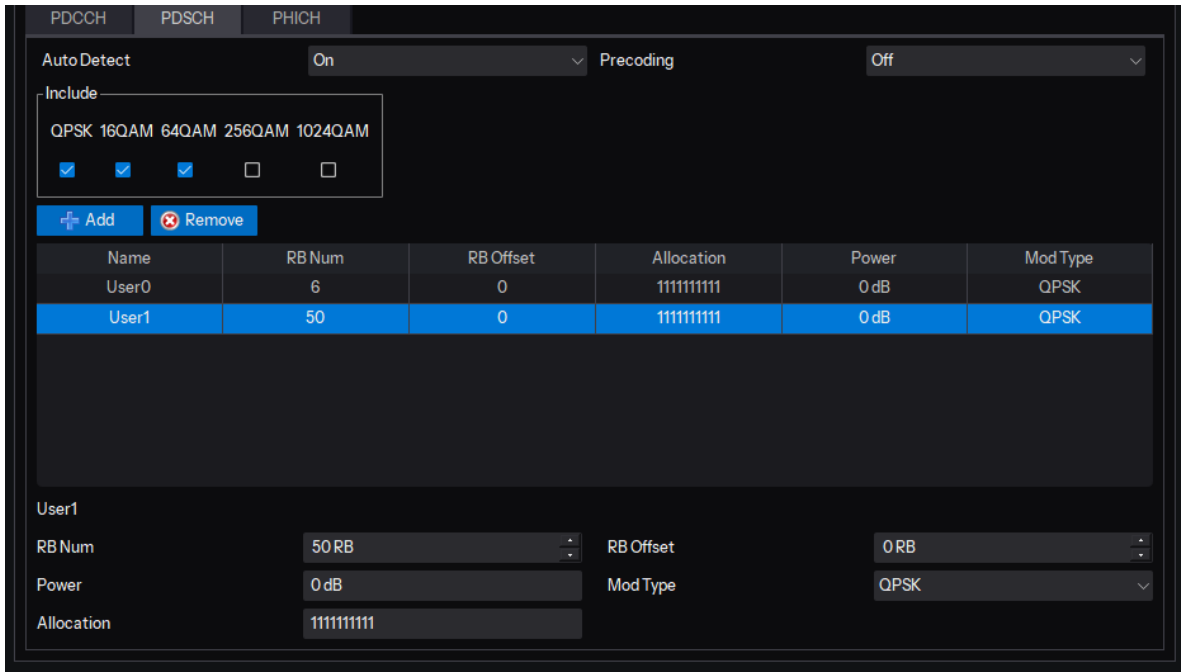 PDCCH PDSCH PHICH
Auto Detect On Precoding Off
Include
QPSK 16QAM 64QAM 256QAM 1024QAM
Add Remove
Name RB Num RB Offset Allocation Power Mod Type
User0 6 0 1111111111 0 dB QPSK
User1 50 0 1111111111 0 dB QPSK
User1
RB Num 50 RB RB Offset 0 RB
Power 0 dB Mod Type QPSK
Allocation 1111111111